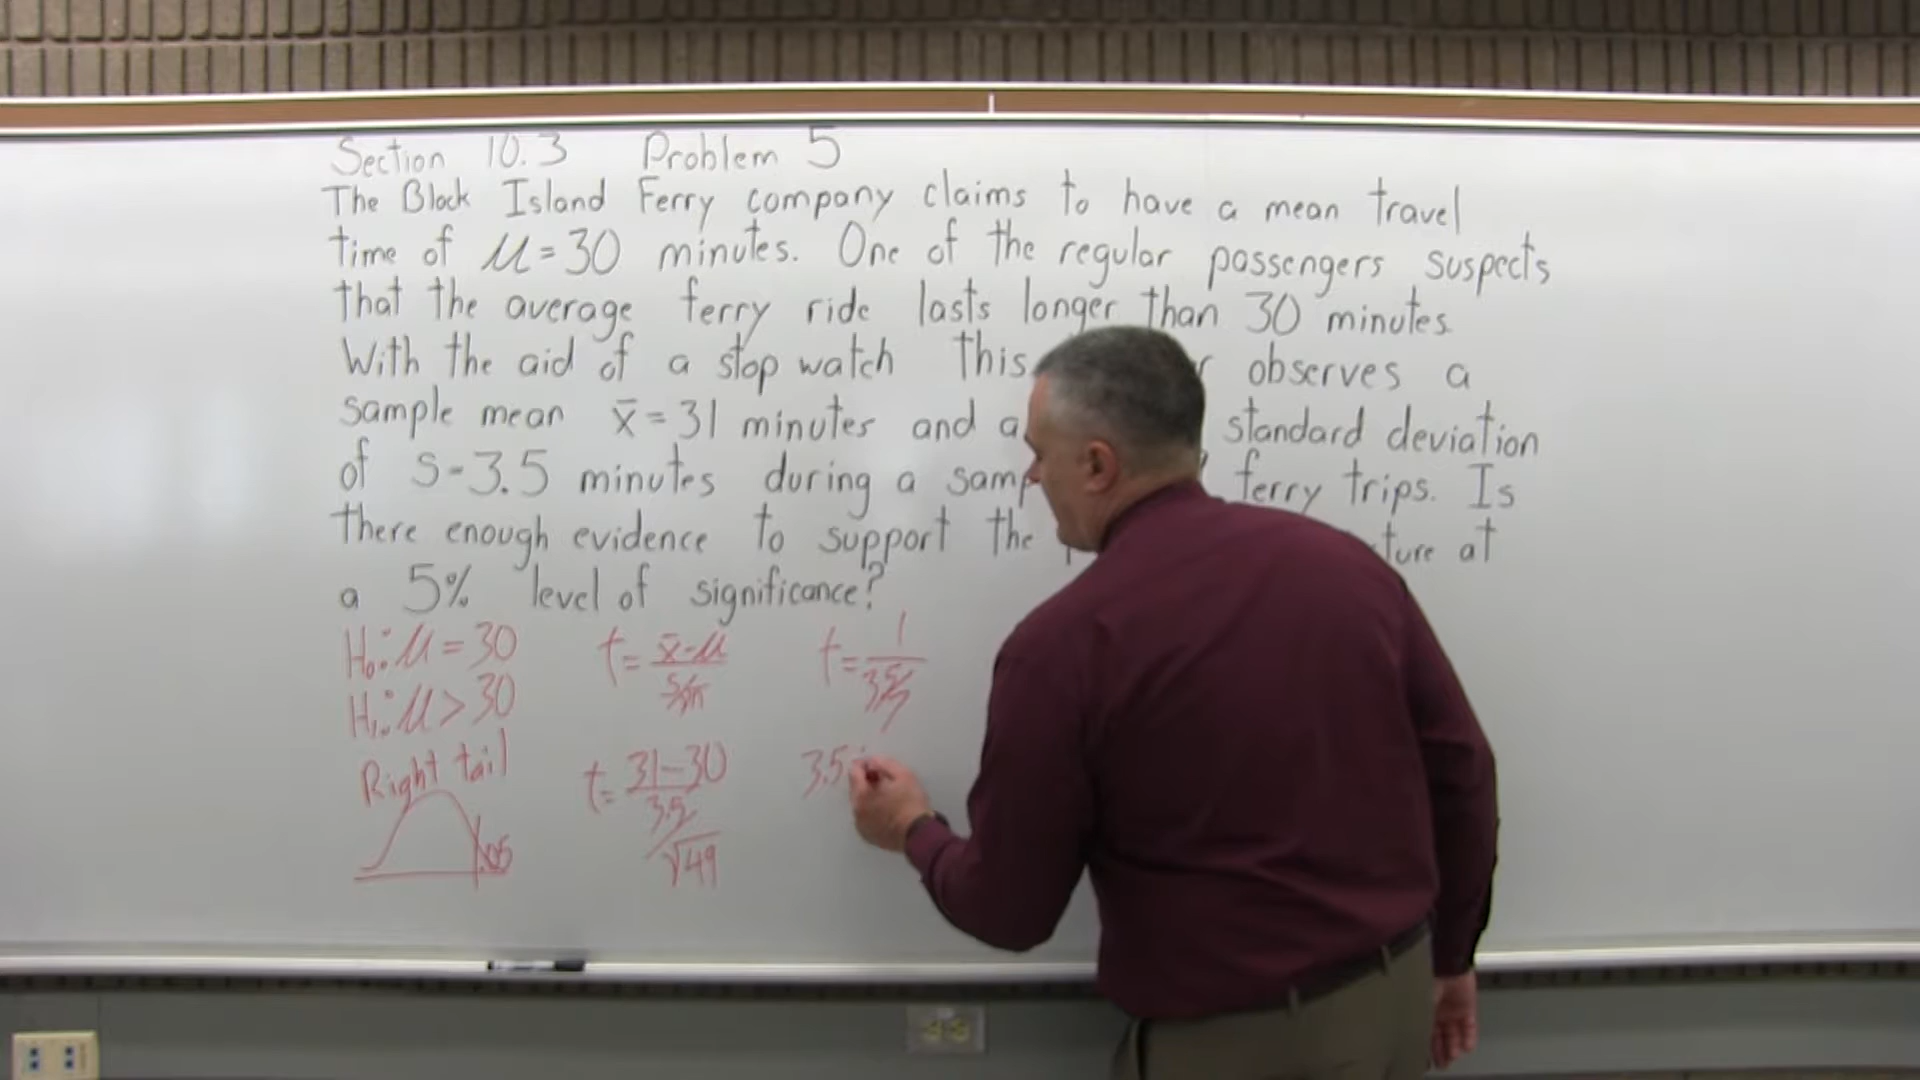 Section 10.3 Problem 5
The Block Island Ferry company claims to have a mean travel
time of μ=30 minutes. One of the regular passengers suspects
that the average ferry ride lasts longer than 30 minutes.
With the aid of a stop watch this observes a
sample mean x̄=31 minutes and a standard deviation
of s-3.5 minutes during a samp ferry trips. Is
there enough evidence to support the ture at
a 5% level of significance?
H₀: μ = 30
H₁: μ > 30
Right tail
.05
t = x̄-μ / s/√n
t = 31-30 / 3.5/√49
t = 1 / 3.5/7
3.5